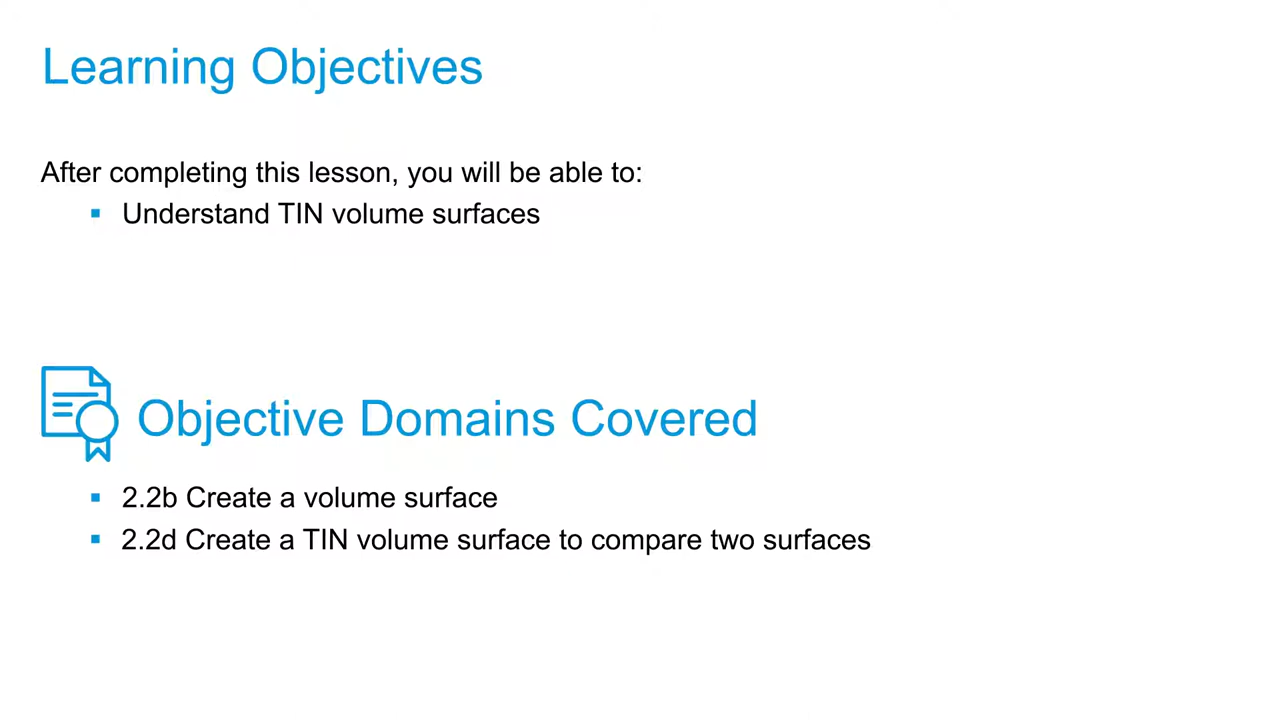 Learning Objectives
After completing this lesson, you will be able to:
▪ Understand TIN volume surfaces
Objective Domains Covered
▪ 2.2b Create a volume surface
▪ 2.2d Create a TIN volume surface to compare two surfaces